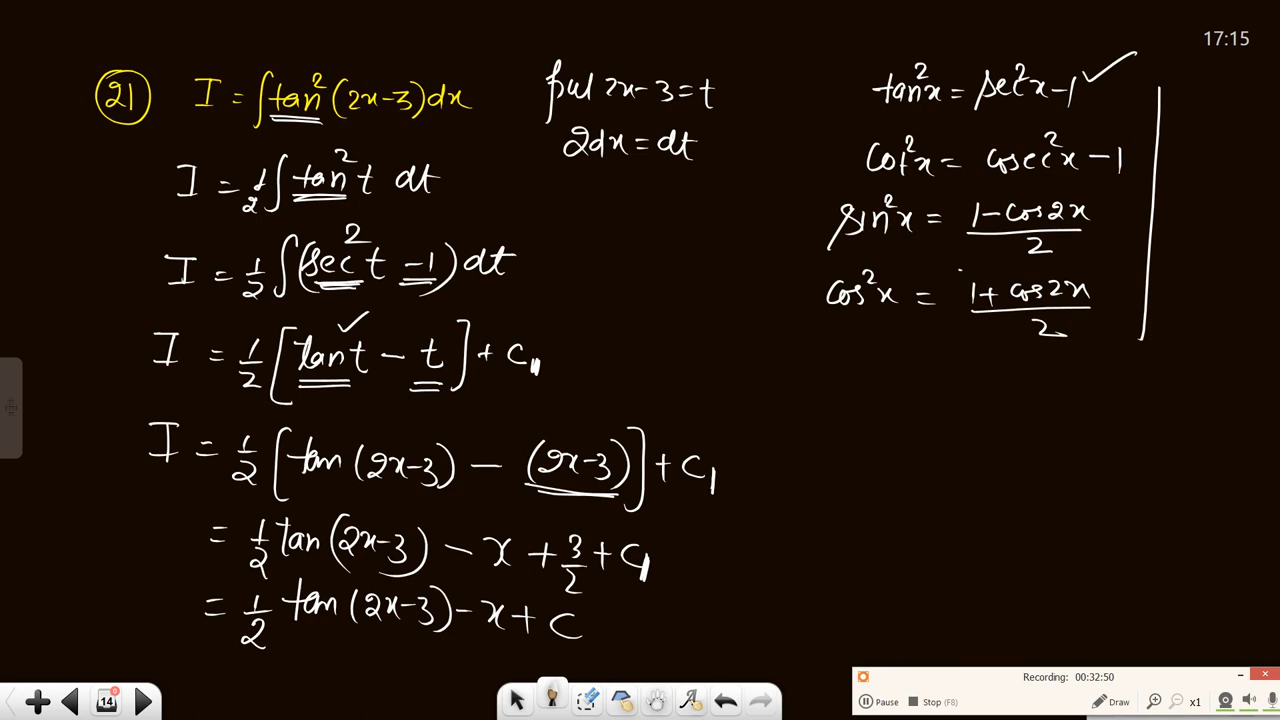 17:15
(21) I = ∫tan²(2x-3)dx
put 2x-3=t
2dx = dt
I = 1/2 ∫tan²t dt
I = 1/2 ∫(sec²t -1)dt
I = 1/2 [tan t - t] + C₁
I = 1/2 [tan(2x-3) - (2x-3)] + C₁
= 1/2 tan(2x-3) - x + 3/2 + C₁
= 1/2 tan(2x-3) - x + C
tan²x = sec²x-1 ✓
cot²x = cosec²x-1
sin²x = (1-cos2x)/2
cos²x = (1+cos2x)/2
14
0
Recording: 00:32:50
Pause Stop (F8) Draw x1